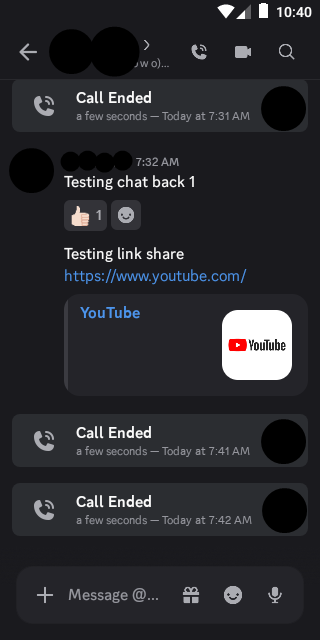 10:40
Call Ended
a few seconds — Today at 7:31 AM
7:32 AM
Testing chat back 1
1
Testing link share
https://www.youtube.com/
YouTube
YouTube
Call Ended
a few seconds — Today at 7:41 AM
Call Ended
a few seconds — Today at 7:42 AM
Message @...